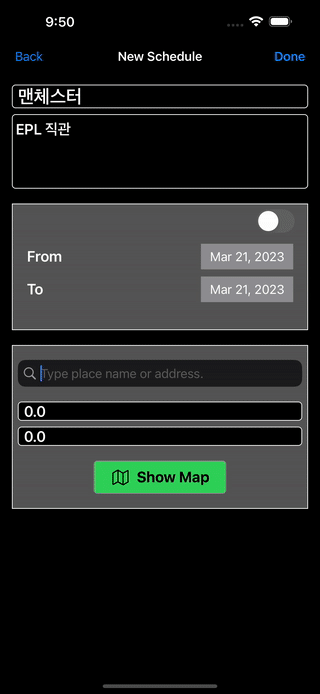 9:50
Back New Schedule Done
맨체스터
EPL 직관
From Mar 21, 2023
To Mar 21, 2023
Type place name or address.
0.0
0.0
Show Map